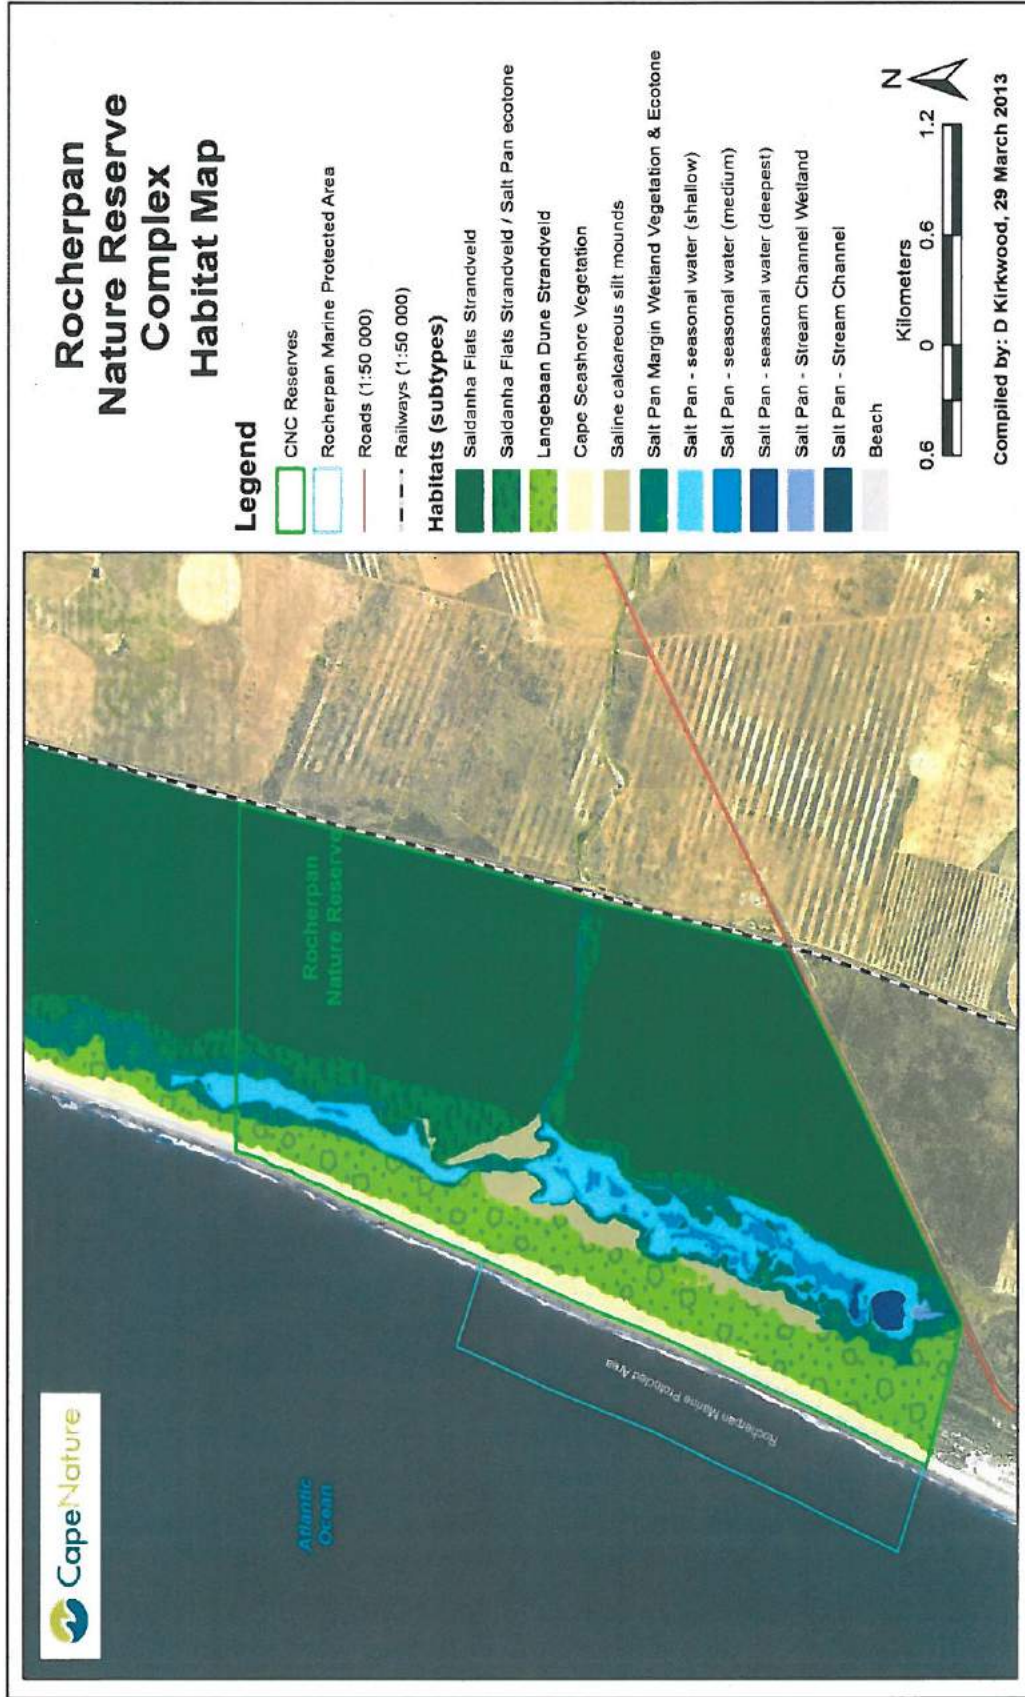 CapeNature
Atlantic
Ocean
Rocherpan Marine Protected Area
Rocherpan
Nature Reserve
Rocherpan
Nature Reserve
Complex
Habitat Map
Legend
CNC Reserves
Rocherpan Marine Protected Area
Roads (1:50 000)
Railways (1:50 000)
Habitats (subtypes)
Saldanha Flats Strandveld
Saldanha Flats Strandveld / Salt Pan ecotone
Langebaan Dune Strandveld
Cape Seashore Vegetation
Saline calcareous silt mounds
Salt Pan Margin Wetland Vegetation & Ecotone
Salt Pan - seasonal water (shallow)
Salt Pan - seasonal water (medium)
Salt Pan - seasonal water (deepest)
Salt Pan - Stream Channel Wetland
Salt Pan - Stream Channel
Beach
N
Kilometers
0.6 0 0.6 1.2
Compiled by: D Kirkwood, 29 March 2013